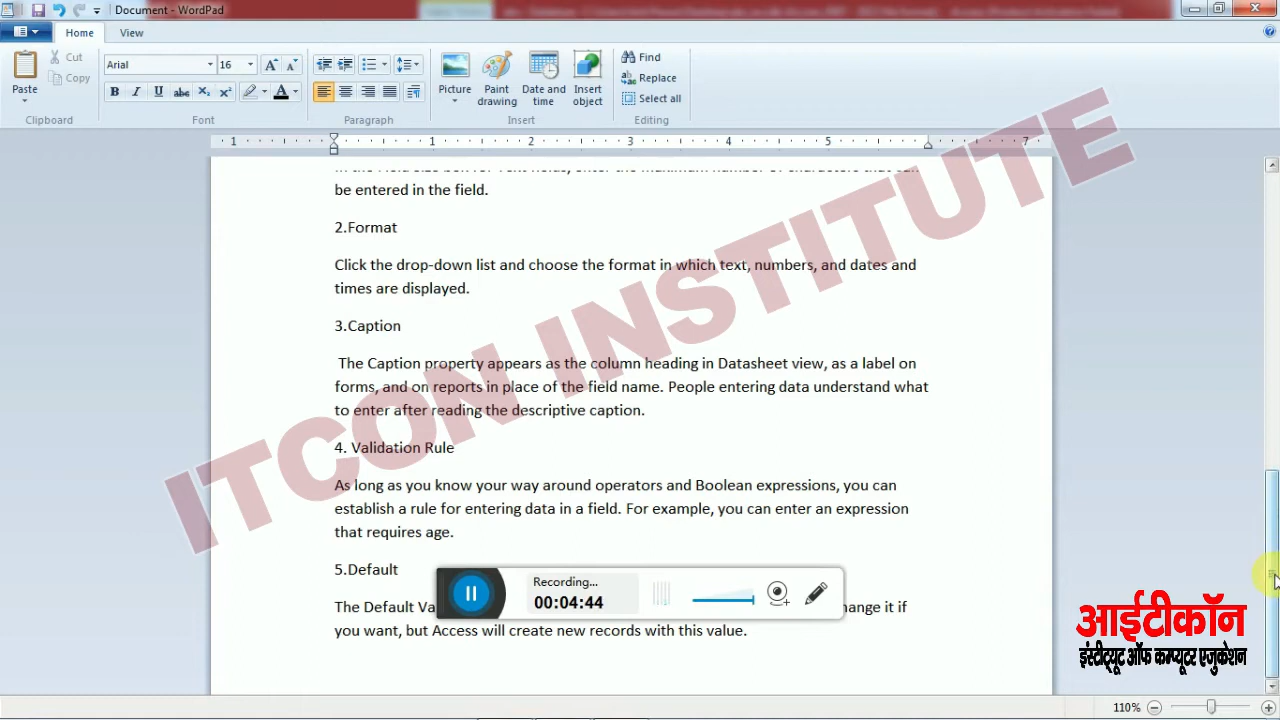 Document - WordPad
Home
View
Paste
Cut
Copy
Clipboard
Arial
16
Font
Paragraph
Picture
Paint drawing
Date and time
Insert object
Insert
Find
Replace
Select all
Editing
1 1 2 3 4 5 7
be entered in the field.
2.Format
Click the drop-down list and choose the format in which text, numbers, and dates and
times are displayed.
3.Caption
The Caption property appears as the column heading in Datasheet view, as a label on
forms, and on reports in place of the field name. People entering data understand what
to enter after reading the descriptive caption.
4. Validation Rule
As long as you know your way around operators and Boolean expressions, you can
establish a rule for entering data in a field. For example, you can enter an expression
that requires age.
5.Default
The Default
you want, but Access will create new records with this value.
ITCON INSTITUTE
Recording...
00:04:44
आईटीकॉन
इंस्टीट्यूट ऑफ कम्प्यूटर एजुकेशन
110%